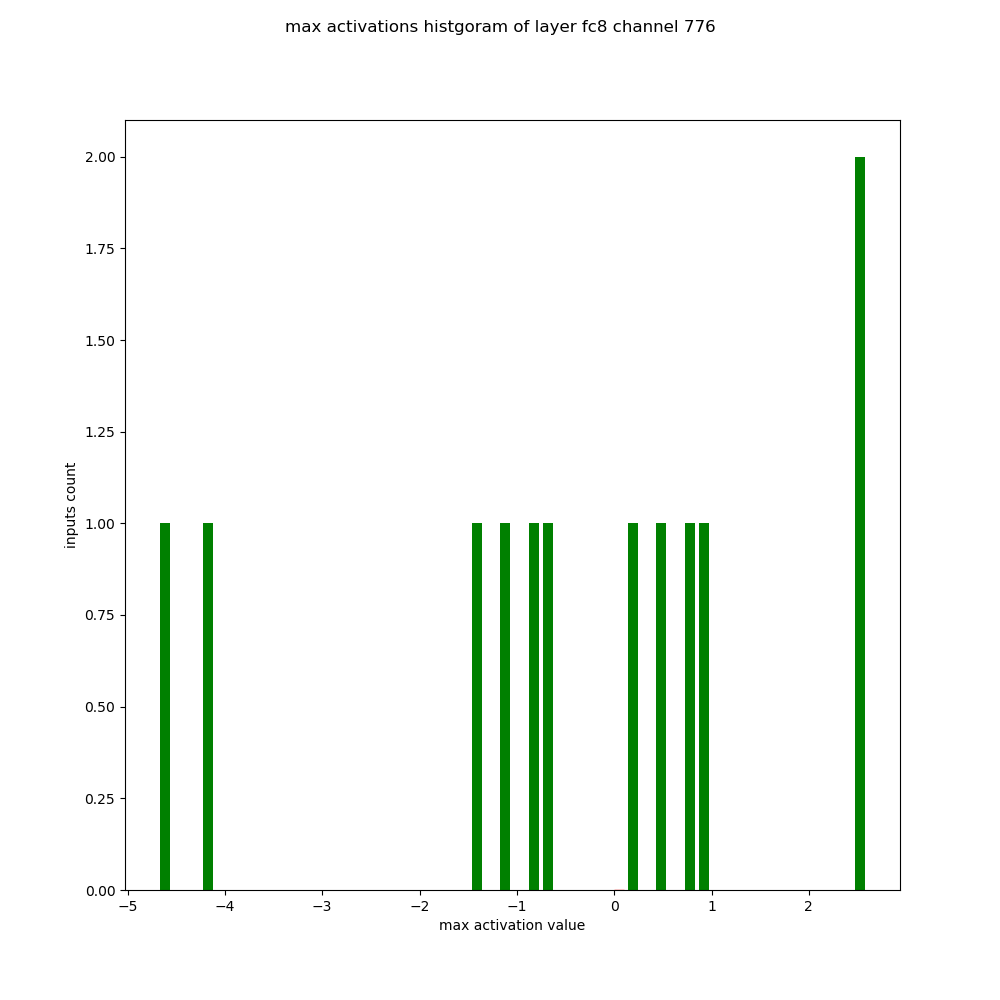 max activations histgoram of layer fc8 channel 776
2.00
1.75
1.50
1.25
1.00
0.75
0.50
0.25
0.00
inputs count
−5 −4 −3 −2 −1 0 1 2
max activation value